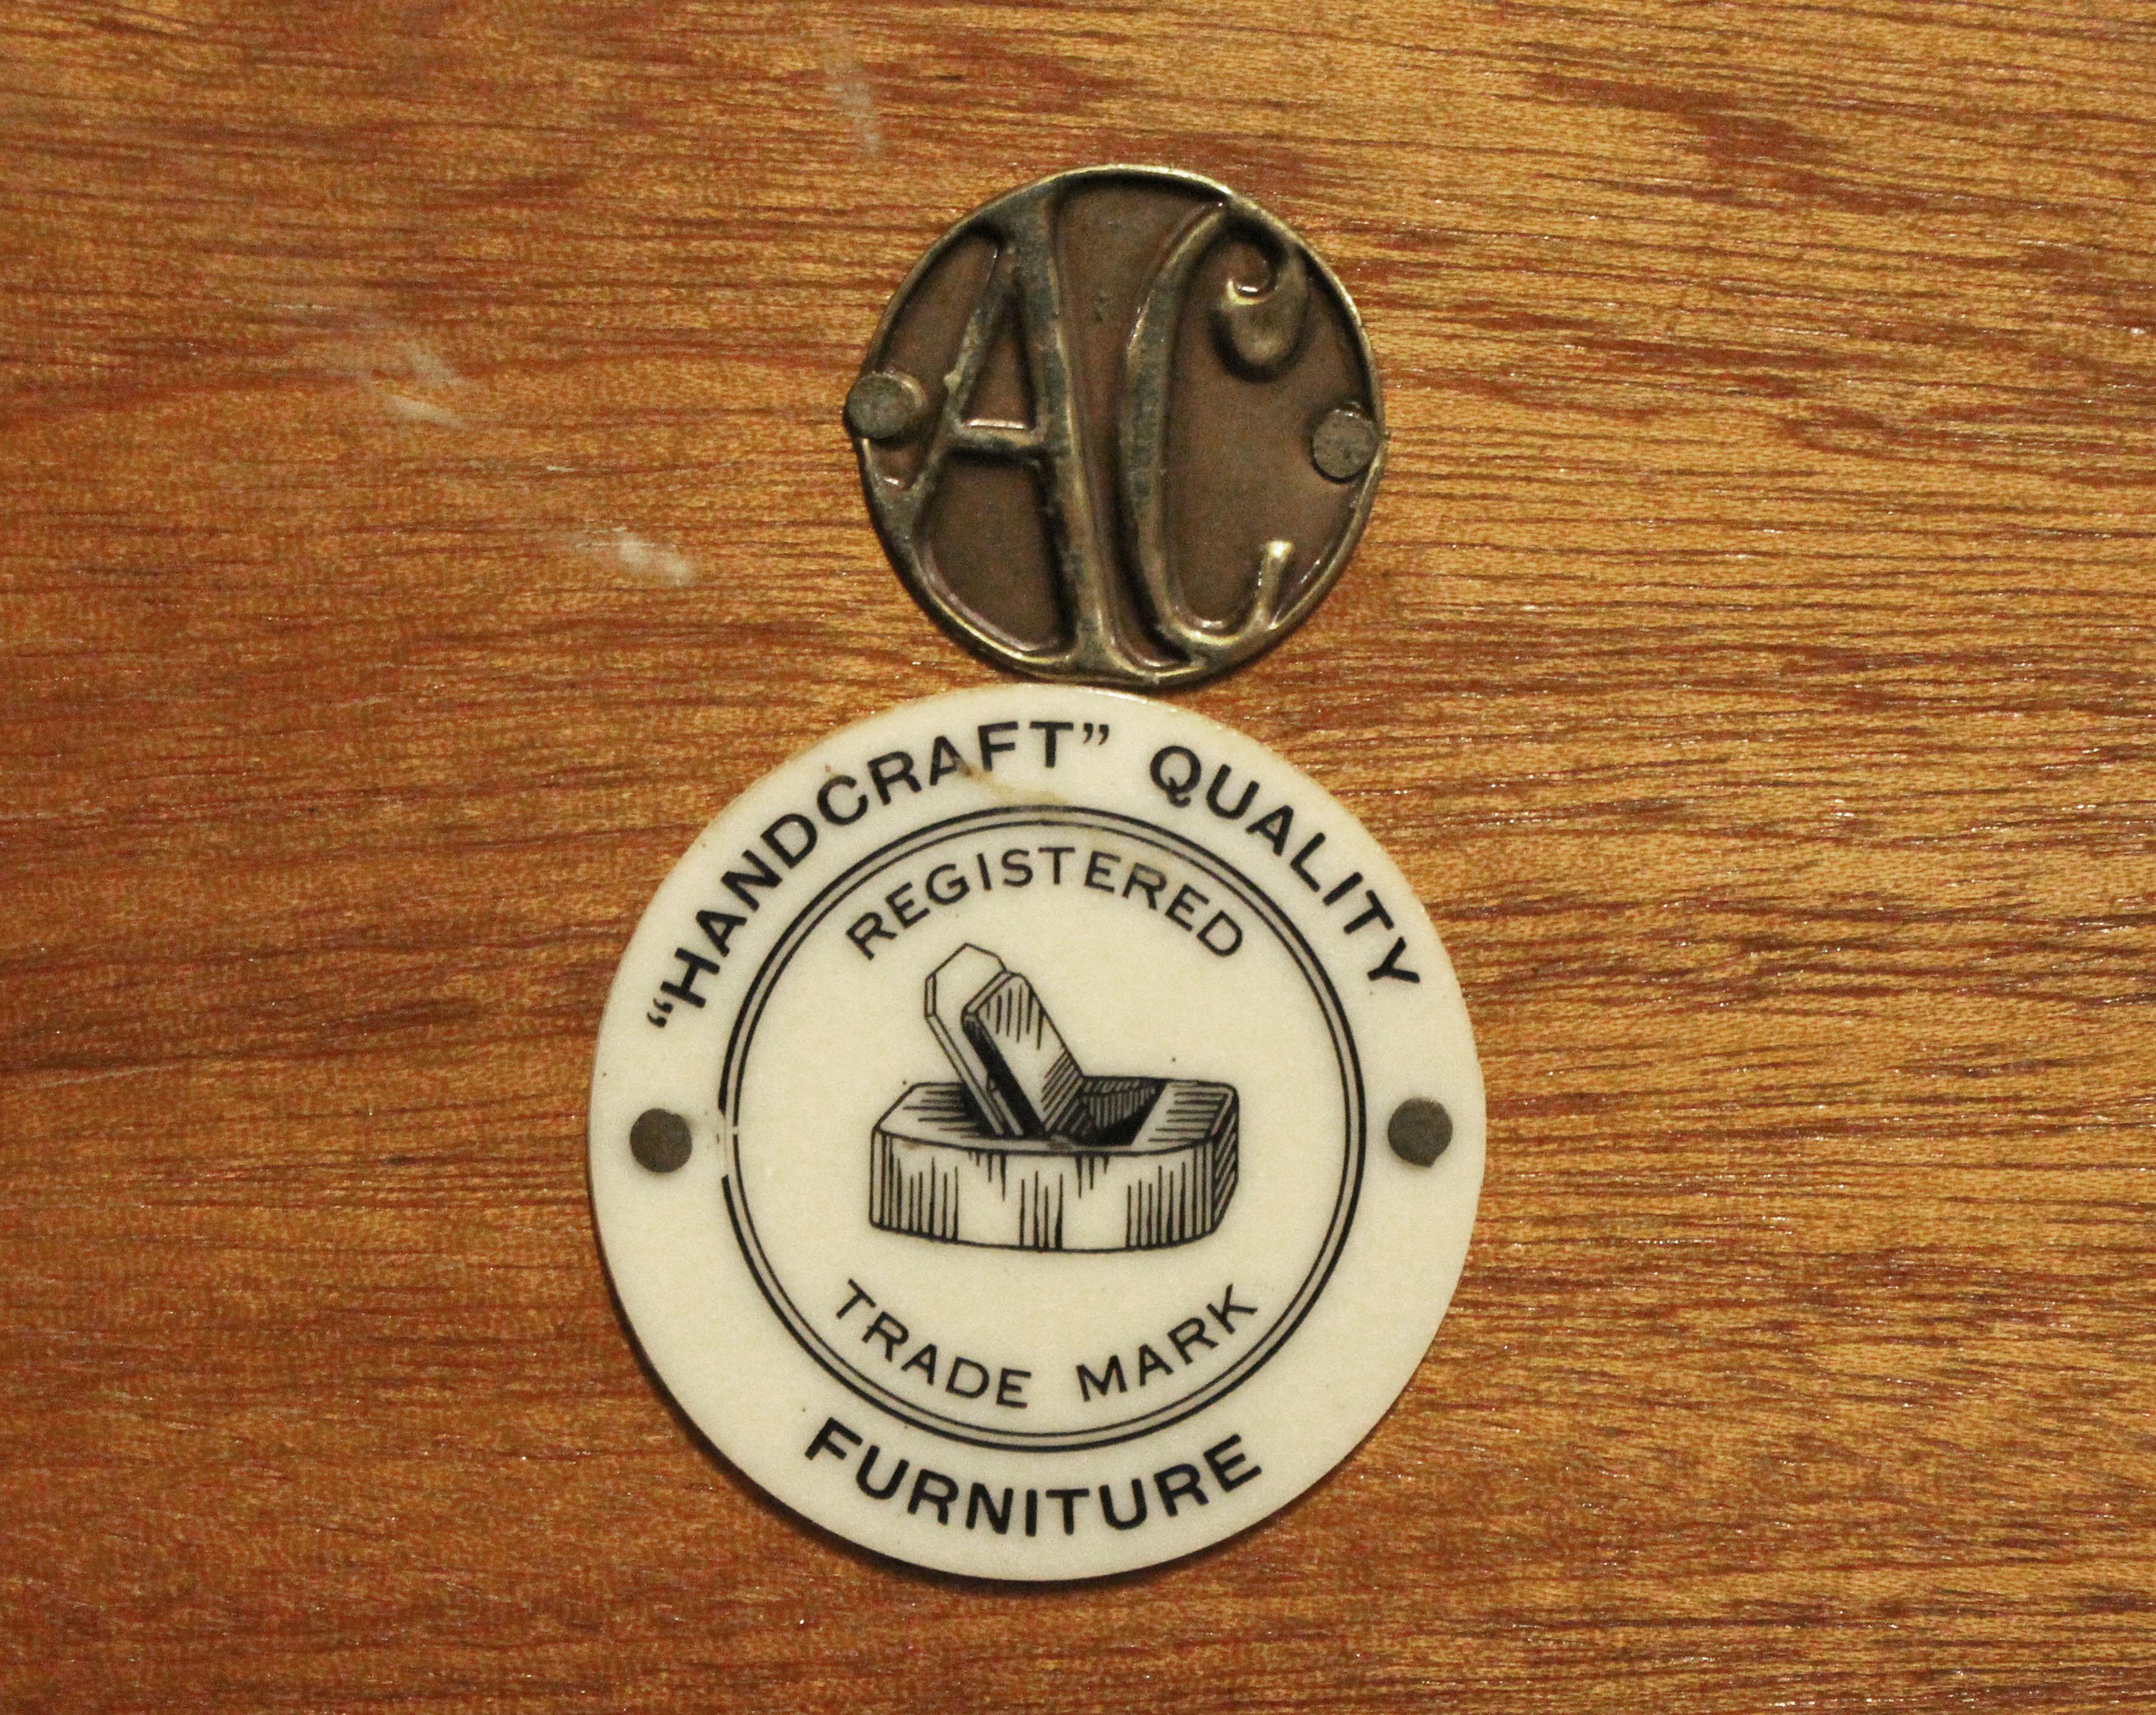 AC
“HANDCRAFT” QUALITY
REGISTERED
TRADE MARK
FURNITURE